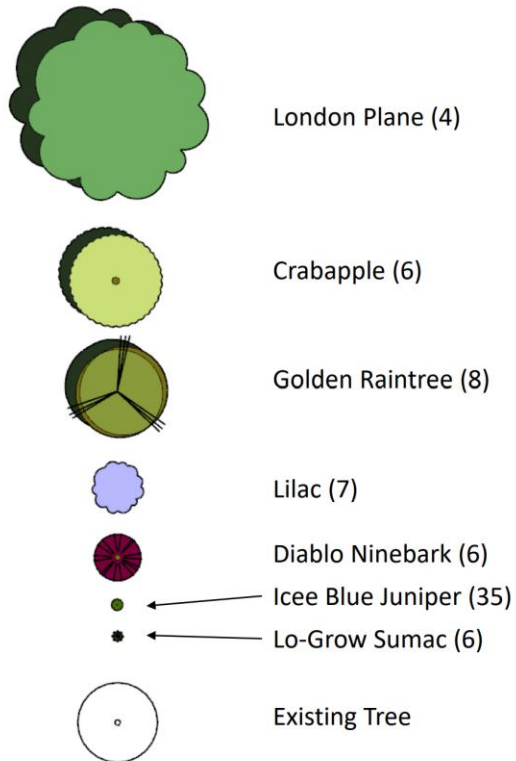 London Plane (4)
Crabapple (6)
Golden Raintree (8)
Lilac (7)
Diablo Ninebark (6)
Icee Blue Juniper (35)
Lo-Grow Sumac (6)
Existing Tree